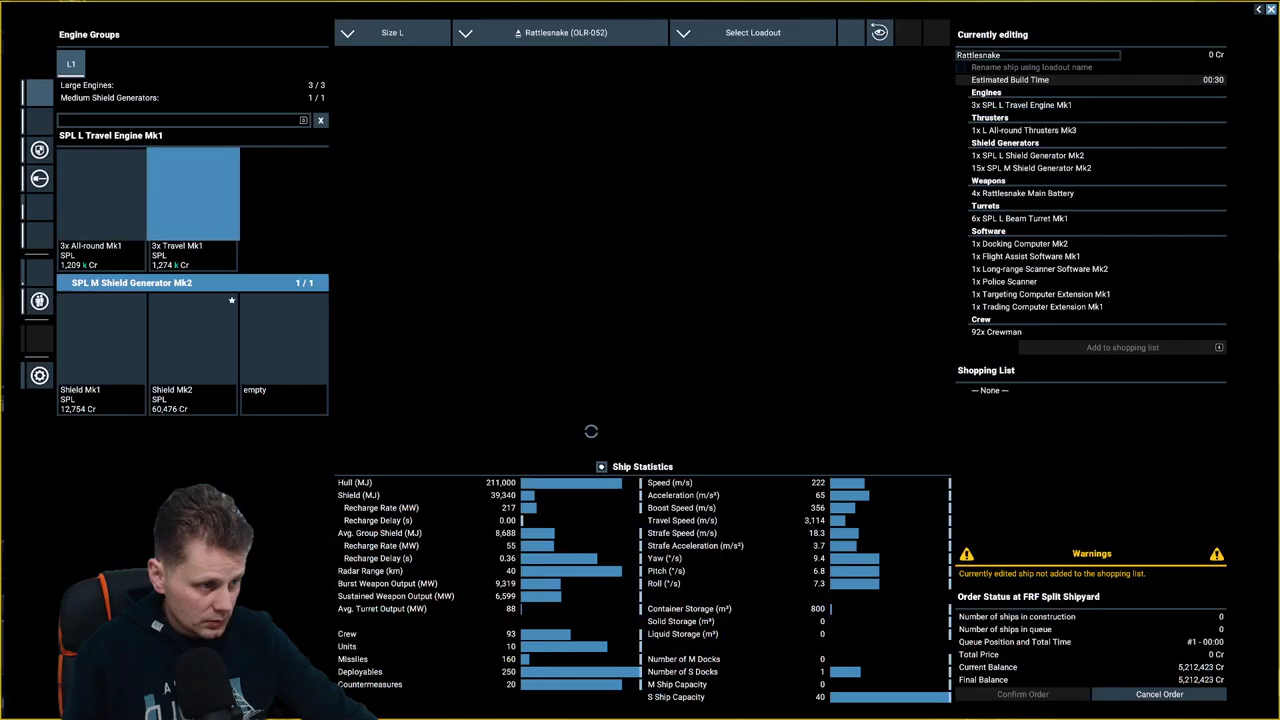 Engine Groups
L1
Large Engines: 3 / 3
Medium Shield Generators: 1 / 1
x
SPL L Travel Engine Mk1
3x All-round Mk1
SPL
1,209 k Cr
3x Travel Mk1
SPL
1,274 k Cr
SPL M Shield Generator Mk2 1 / 1
Shield Mk1
SPL
12,754 Cr
Shield Mk2
SPL
60,476 Cr
empty
Size L
Rattlesnake (OLR-052)
Select Loadout
Ship Statistics
Hull (MJ) 211,000
Shield (MJ) 39,340
Recharge Rate (MW) 217
Recharge Delay (s) 0.00
Avg. Group Shield (MJ) 8,688
Recharge Rate (MW) 55
Recharge Delay (s) 0.36
Radar Range (km) 40
Burst Weapon Output (MW) 9,319
Sustained Weapon Output (MW) 6,599
Avg. Turret Output (MW) 88
Crew 93
Units 10
Missiles 160
Deployables 250
Countermeasures 20
Speed (m/s) 222
Acceleration (m/s²) 65
Boost Speed (m/s) 356
Travel Speed (m/s) 3,114
Strafe Speed (m/s) 18.3
Strafe Acceleration (m/s²) 3.7
Yaw (°/s) 9.4
Pitch (°/s) 6.8
Roll (°/s) 7.3
Container Storage (m³) 800
Solid Storage (m³) 0
Liquid Storage (m³) 0
Number of M Docks 0
Number of S Docks 1
M Ship Capacity 0
S Ship Capacity 40
Currently editing
Rattlesnake 0 Cr
Rename ship using loadout name
Estimated Build Time 00:30
Engines
3x SPL L Travel Engine Mk1
Thrusters
1x L All-round Thrusters Mk3
Shield Generators
1x SPL L Shield Generator Mk2
15x SPL M Shield Generator Mk2
Weapons
4x Rattlesnake Main Battery
Turrets
6x SPL L Beam Turret Mk1
Software
1x Docking Computer Mk2
1x Flight Assist Software Mk1
1x Long-range Scanner Software Mk2
1x Police Scanner
1x Targeting Computer Extension Mk1
1x Trading Computer Extension Mk1
Crew
92x Crewman
Add to shopping list
Shopping List
— None —
Warnings
Currently edited ship not added to the shopping list.
Order Status at FRF Split Shipyard
Number of ships in construction 0
Number of ships in queue 0
Queue Position and Total Time #1 - 00:00
Total Price 0 Cr
Current Balance 5,212,423 Cr
Final Balance 5,212,423 Cr
Confirm Order
Cancel Order